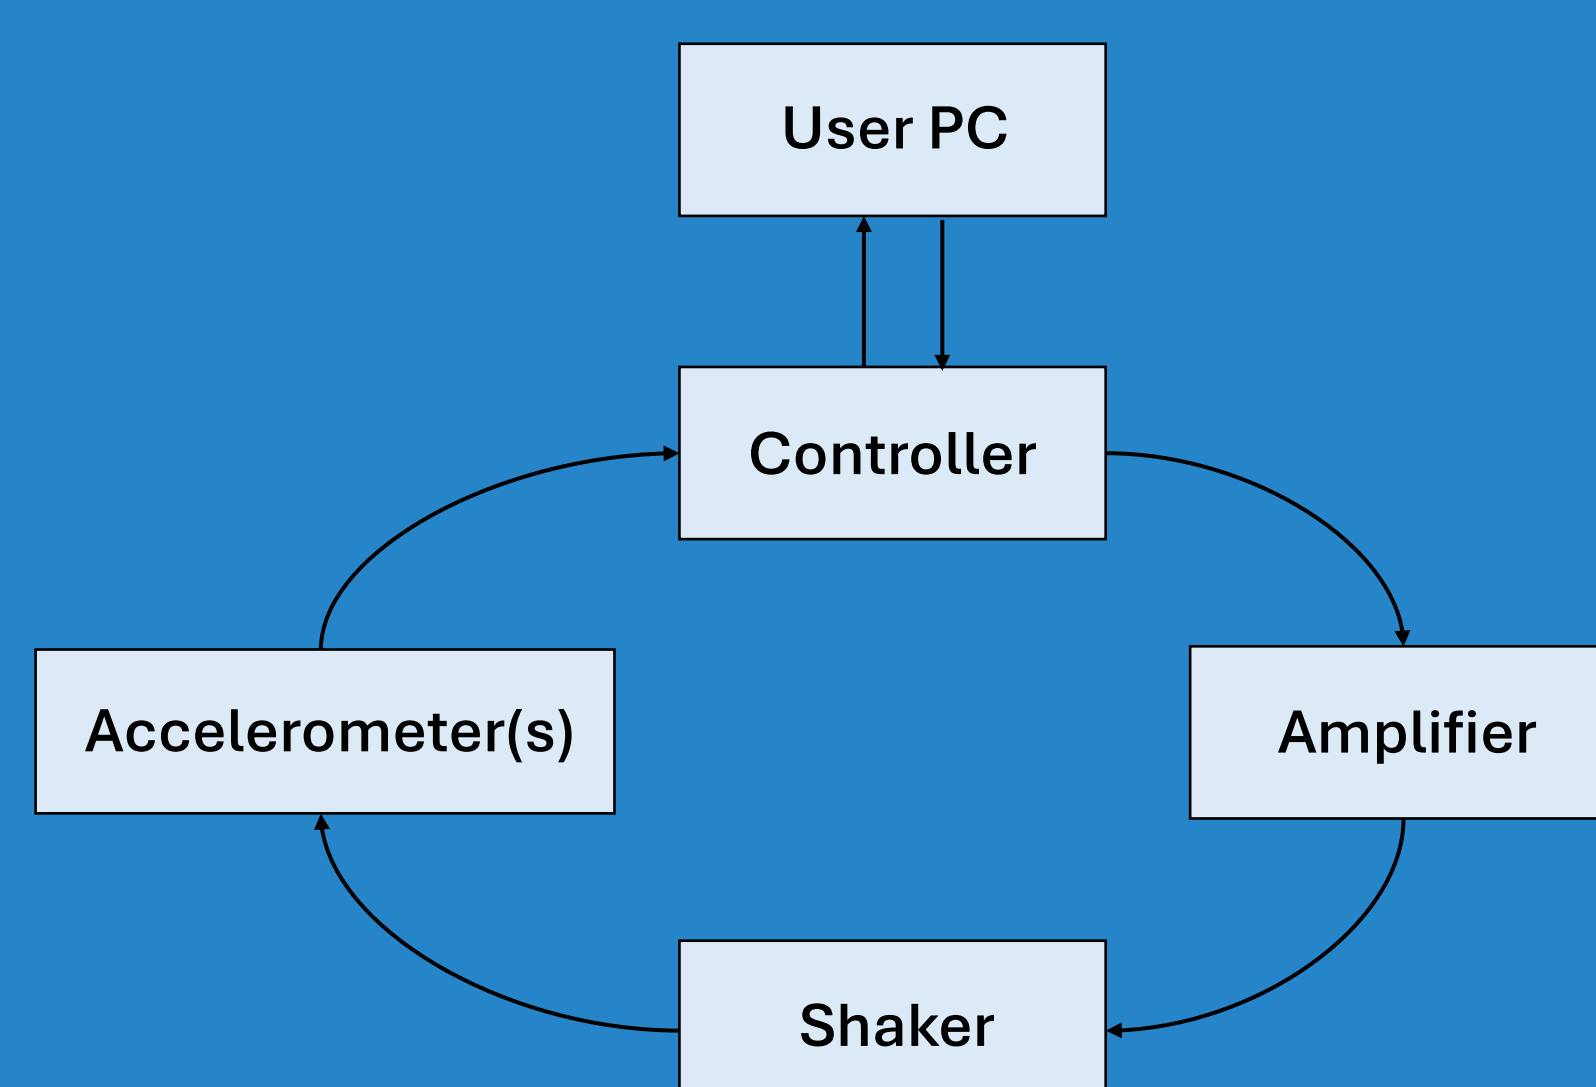 User PC
Controller
Accelerometer(s)
Amplifier
Shaker